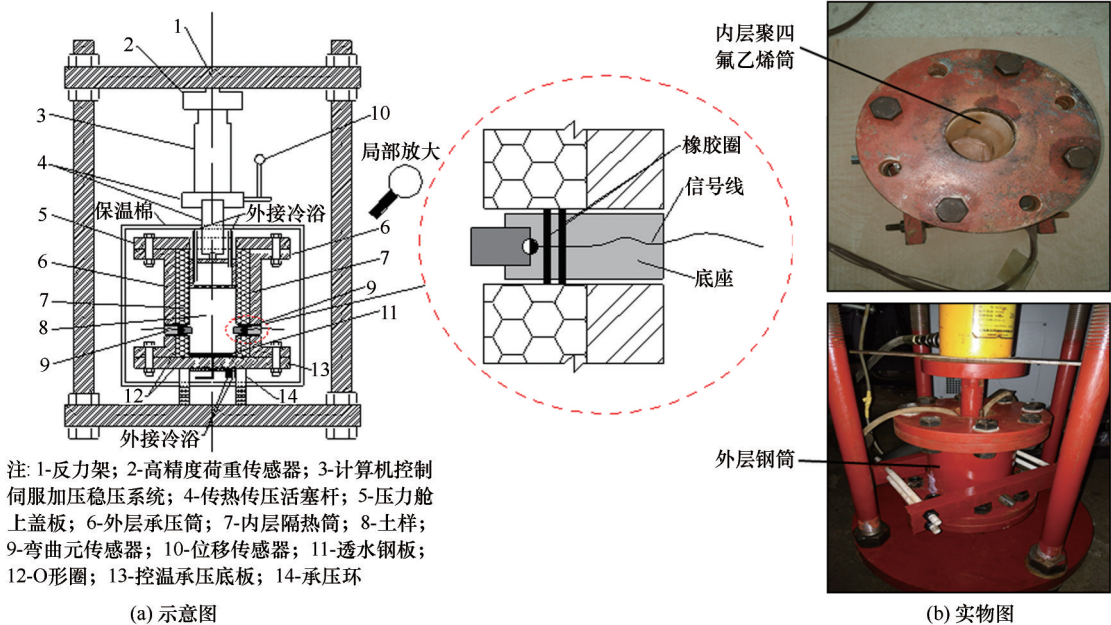 1
2
3
4
5
6
7
8
9
12
保温棉
外接冷浴
10
6
7
9
11
13
14
外接冷浴
局部放大
橡胶圈
信号线
底座
内层聚四
氟乙烯筒
外层钢筒
注: 1-反力架；2-高精度荷重传感器；3-计算机控制
伺服加压稳压系统；4-传热传压活塞杆；5-压力舱
上盖板；6-外层承压筒；7-内层隔热筒；8-土样；
9-弯曲元传感器；10-位移传感器；11-透水钢板；
12-O形圈；13-控温承压底板；14-承压环
(a) 示意图
(b) 实物图